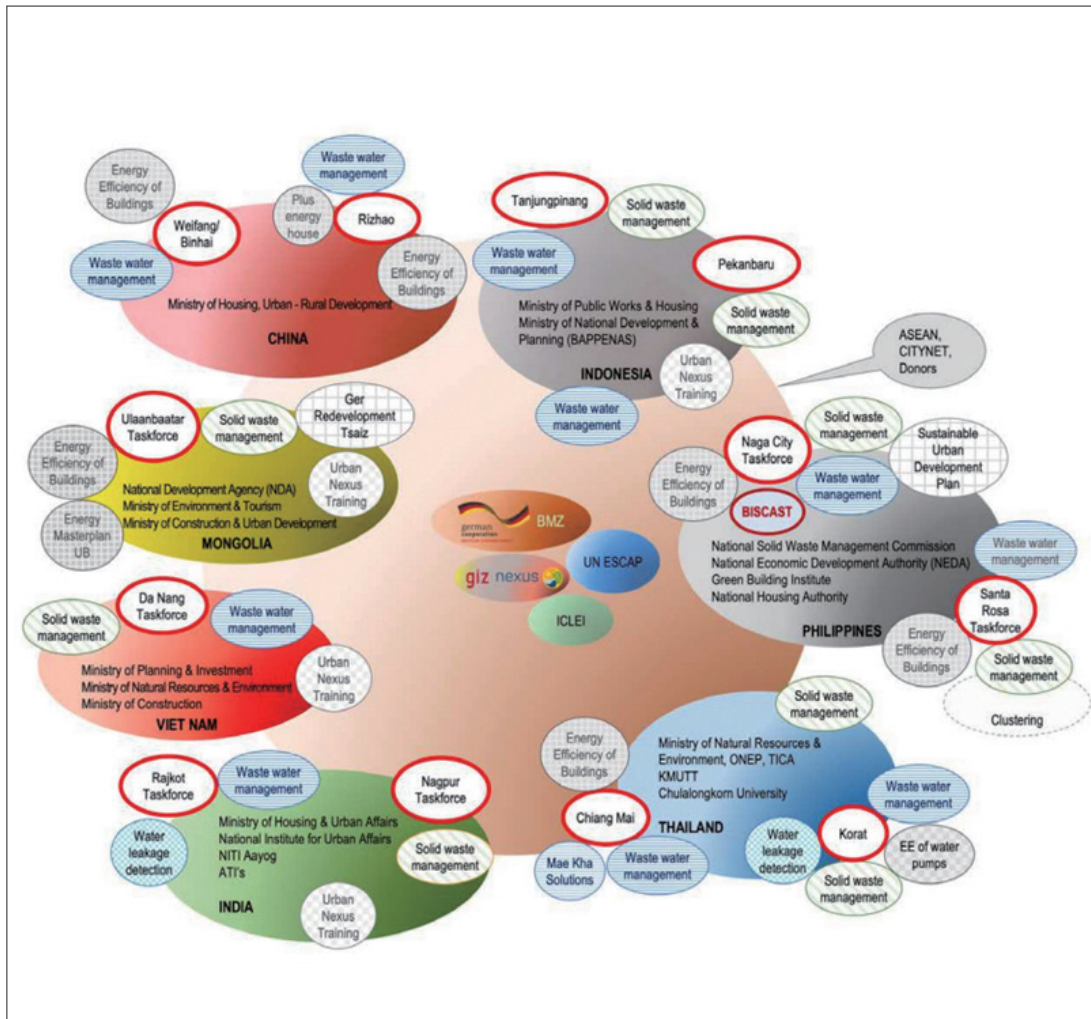 Energy
Efficiency of
Buildings
Weifang/
Binhai
Waste water
management
Waste water
management
Plus
energy
house
Rizhao
Energy
Efficiency of
Buildings
Ministry of Housing, Urban - Rural Development
CHINA
Tanjungpinang
Solid waste
management
Waste water
management
Pekanbaru
Solid waste
management
Ministry of Public Works & Housing
Ministry of National Development &
Planning (BAPPENAS)
INDONESIA
Urban
Nexus
Training
Waste water
management
ASEAN,
CITYNET,
Donors
Ulaanbaatar
Taskforce
Solid waste
management
Ger
Redevelopment
Tsaiz
Energy
Efficiency of
Buildings
Urban
Nexus
Training
National Development Agency (NDA)
Ministry of Environment & Tourism
Ministry of Construction & Urban Development
MONGOLIA
Energy
Masterplan
UB
Naga City
Taskforce
Solid waste
management
Sustainable
Urban
Development
Plan
Energy
Efficiency of
Buildings
Waste water
management
BISCAST
National Solid Waste Management Commission
National Economic Development Authority (NEDA)
Green Building Institute
National Housing Authority
PHILIPPINES
Waste water
management
Santa
Rosa
Taskforce
Energy
Efficiency of
Buildings
Solid waste
management
Clustering
german
cooperation
BMZ
UN ESCAP
giz nexus
ICLEI
Da Nang
Taskforce
Solid waste
management
Waste water
management
Urban
Nexus
Training
Ministry of Planning & Investment
Ministry of Natural Resources & Environment
Ministry of Construction
VIET NAM
Rajkot
Taskforce
Waste water
management
Nagpur
Taskforce
Water
leakage
detection
Solid waste
management
Ministry of Housing & Urban Affairs
National Institute for Urban Affairs
NITI Aayog
ATI's
INDIA
Urban
Nexus
Training
Solid waste
management
Energy
Efficiency of
Buildings
Ministry of Natural Resources &
Environment, ONEP, TICA
KMUTT
Chulalongkorn University
THAILAND
Chiang Mai
Mae Kha
Solutions
Waste water
management
Waste water
management
Water
leakage
detection
Korat
EE of water
pumps
Solid waste
management